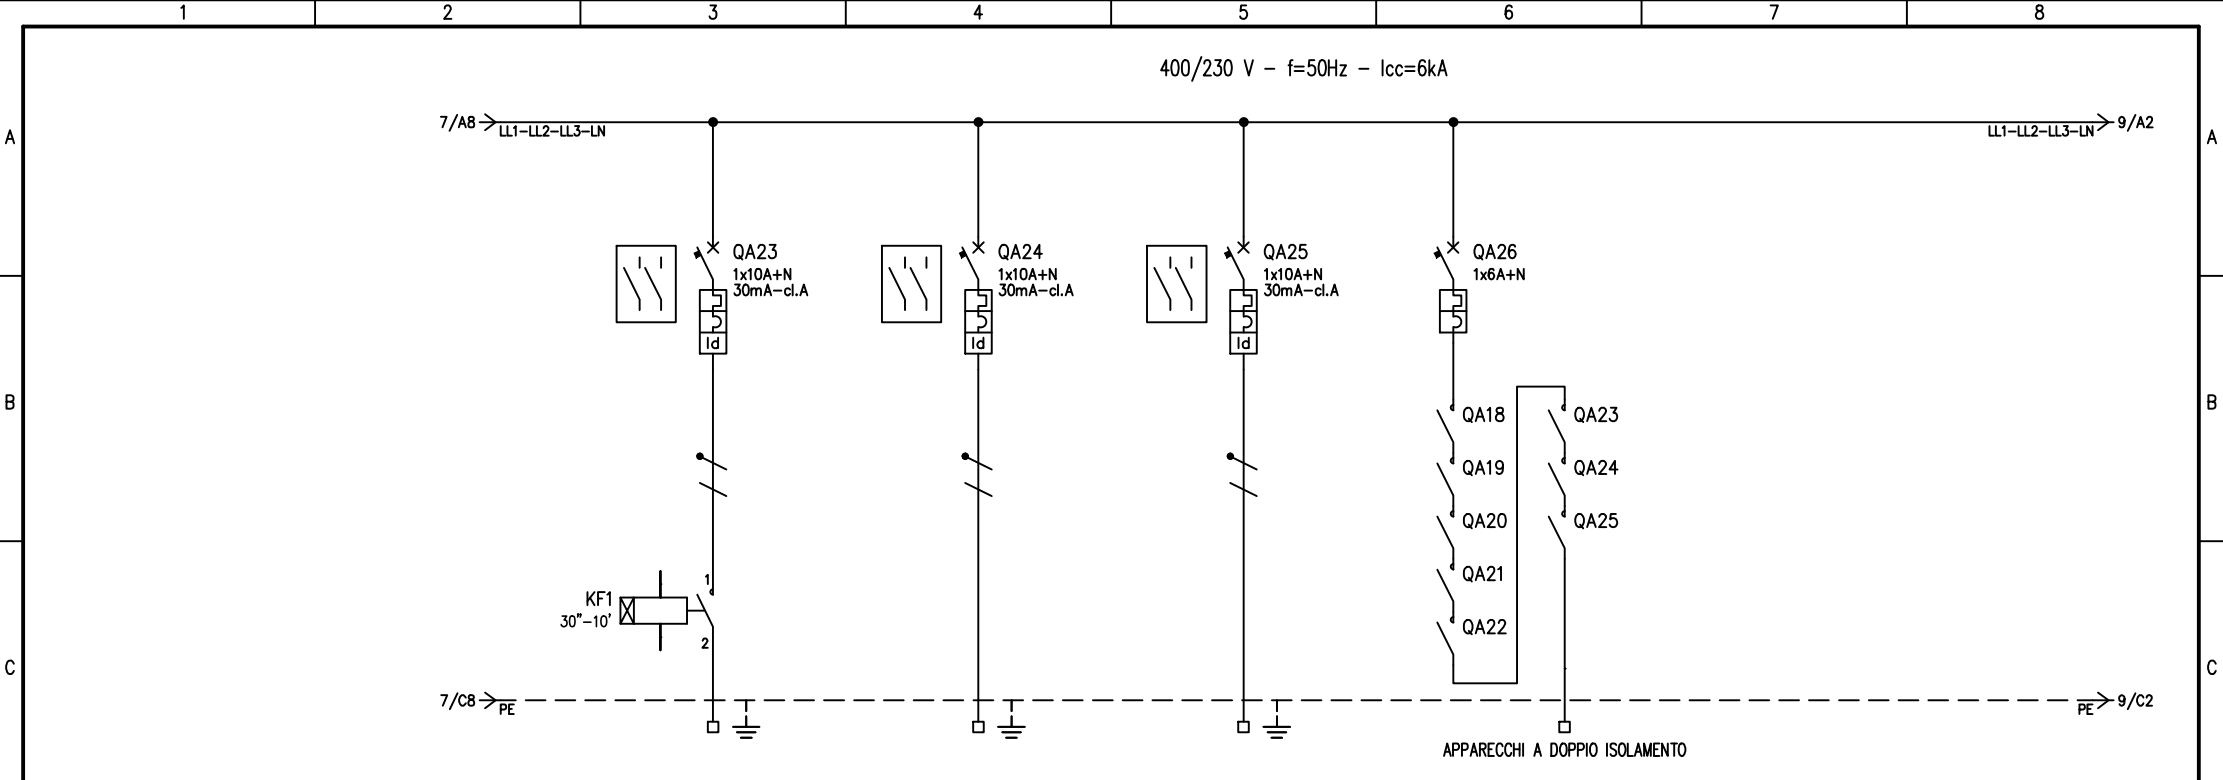 1 2 3 4 5 6 7 8
400/230 V - f=50Hz - Icc=6kA
7/A8
LL1-LL2-LL3-LN
LL1-LL2-LL3-LN
9/A2
A
A
QA23
1x10A+N
30mA-cl.A
Id
QA24
1x10A+N
30mA-cl.A
Id
QA25
1x10A+N
30mA-cl.A
Id
QA26
1x6A+N
B
B
QA18
QA23
QA19
QA24
QA20
QA25
QA21
QA22
KF1
30"-10'
1
2
C
C
7/C8
PE
PE
9/C2
APPARECCHI A DOPPIO ISOLAMENTO